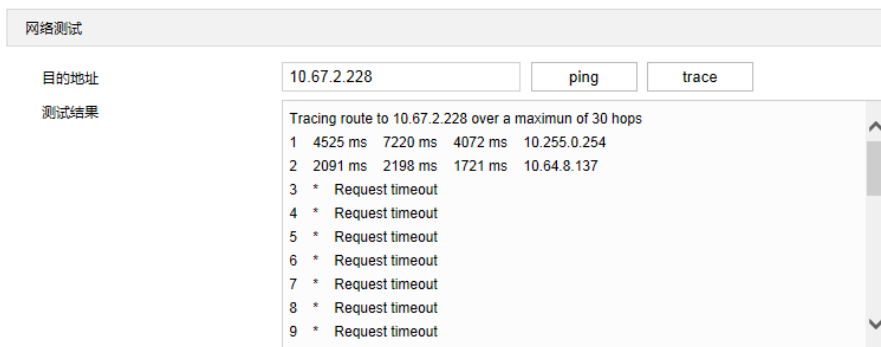 网络测试
目的地址 10.67.2.228 ping trace
测试结果
Tracing route to 10.67.2.228 over a maximun of 30 hops
1 4525 ms 7220 ms 4072 ms 10.255.0.254
2 2091 ms 2198 ms 1721 ms 10.64.8.137
3 * Request timeout
4 * Request timeout
5 * Request timeout
6 * Request timeout
7 * Request timeout
8 * Request timeout
9 * Request timeout